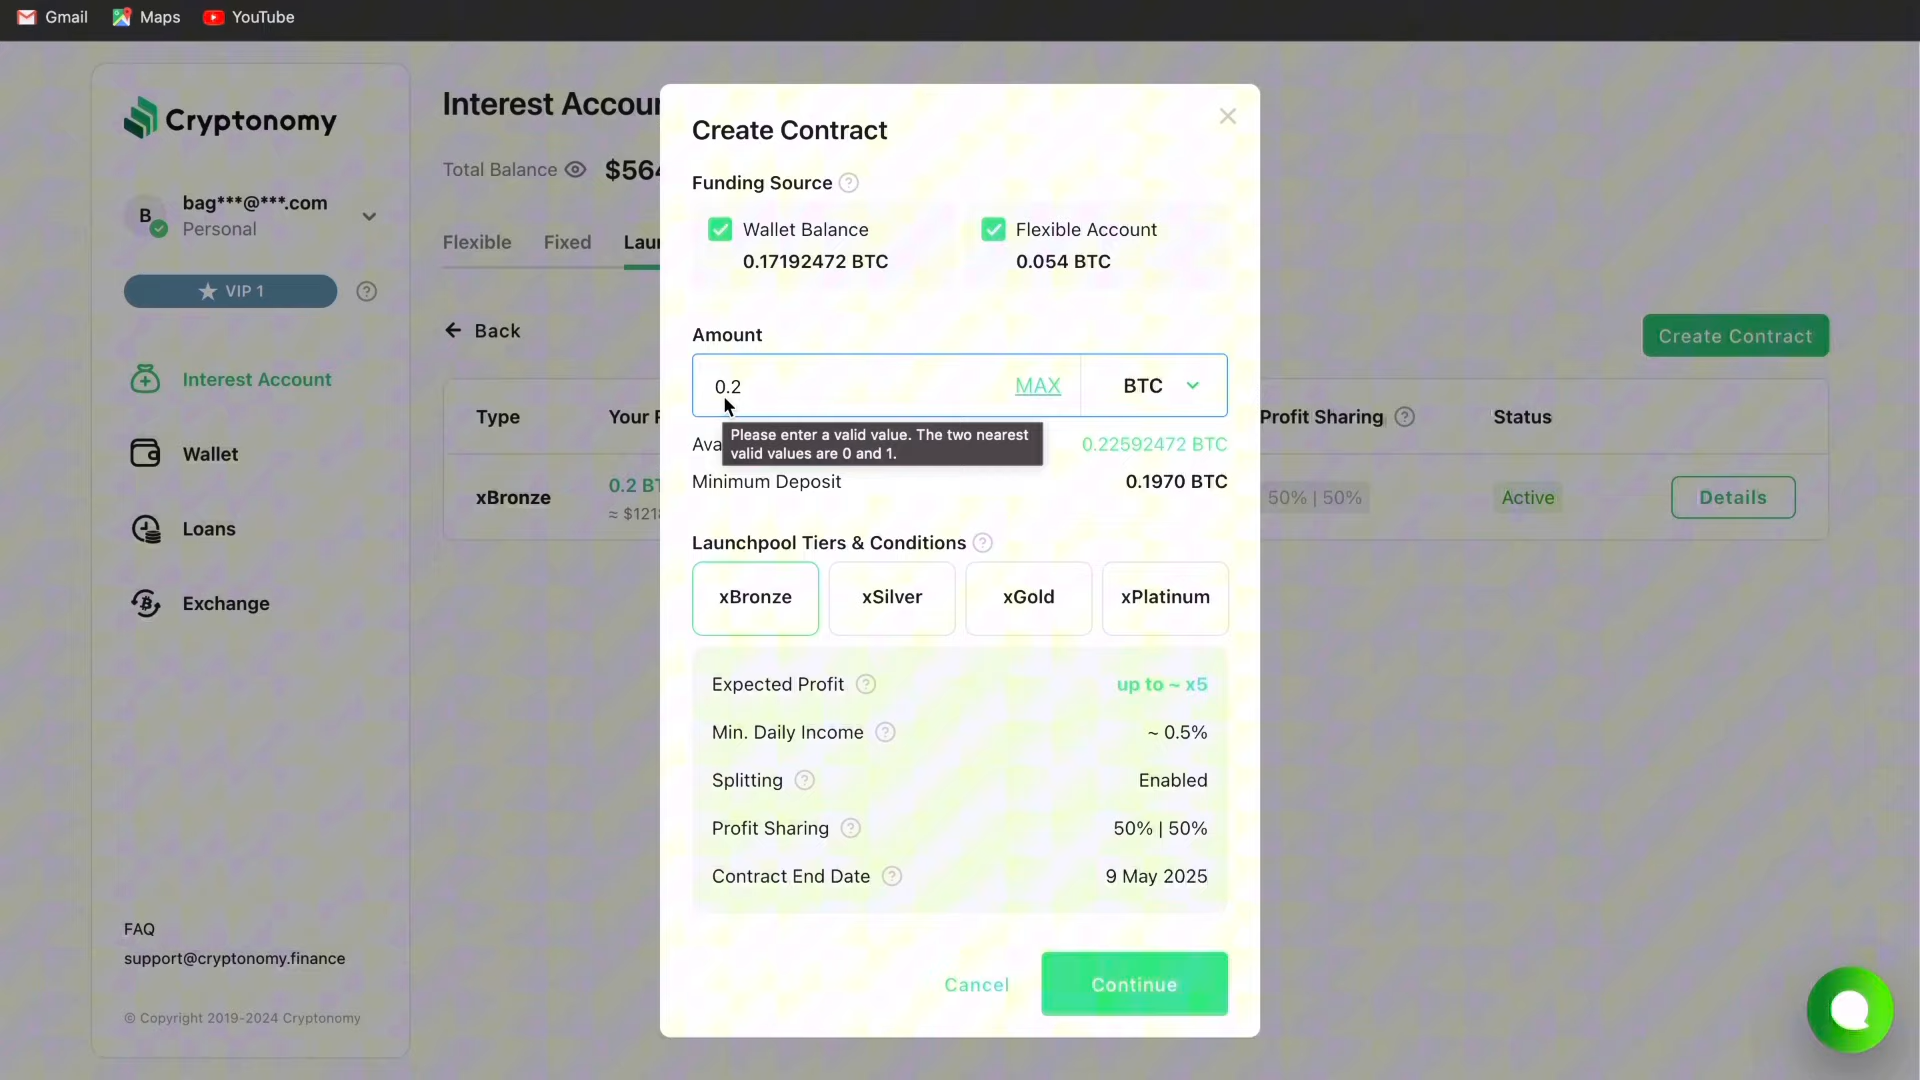 Gmail Maps YouTube
Cryptonomy
B
bag***@***.com
Personal
VIP 1
Interest Account
Wallet
Loans
Exchange
FAQ
support@cryptonomy.finance
© Copyright 2019-2024 Cryptonomy
Total Balance $564
Flexible Fixed
Back
Create Contract
Type
Profit Sharing
Status
xBronze
0.2
50% | 50%
Active
Details
Create Contract
Funding Source
Wallet Balance
0.17192472 BTC
Flexible Account
0.054 BTC
Amount
0.2
MAX
BTC
Please enter a valid value. The two nearest
valid values are 0 and 1.
0.22592472 BTC
Minimum Deposit
0.1970 BTC
Launchpool Tiers & Conditions
xBronze
xSilver
xGold
xPlatinum
Expected Profit
up to ~ x5
Min. Daily Income
~ 0.5%
Splitting
Enabled
Profit Sharing
50% | 50%
Contract End Date
9 May 2025
Cancel
Continue